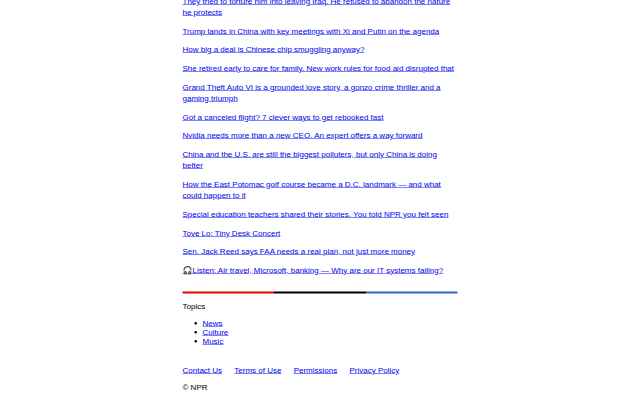 They tried to torture him into leaving Iraq. He refused to abandon the nature
he protects
Trump lands in China with key meetings with Xi and Putin on the agenda
How big a deal is Chinese chip smuggling anyway?
She retired early to care for family. New work rules for food aid disrupted that
Grand Theft Auto VI is a grounded love story, a gonzo crime thriller and a
gaming triumph
Got a canceled flight? 7 clever ways to get rebooked fast
Nvidia needs more than a new CEO. An expert offers a way forward
China and the U.S. are still the biggest polluters, but only China is doing
better
How the East Potomac golf course became a D.C. landmark — and what
could happen to it
Special education teachers shared their stories. You told NPR you felt seen
Tove Lo: Tiny Desk Concert
Sen. Jack Reed says FAA needs a real plan, not just more money
🎧Listen: Air travel, Microsoft, banking — Why are our IT systems failing?
Topics
News
Culture
Music
Contact Us Terms of Use Permissions Privacy Policy
© NPR